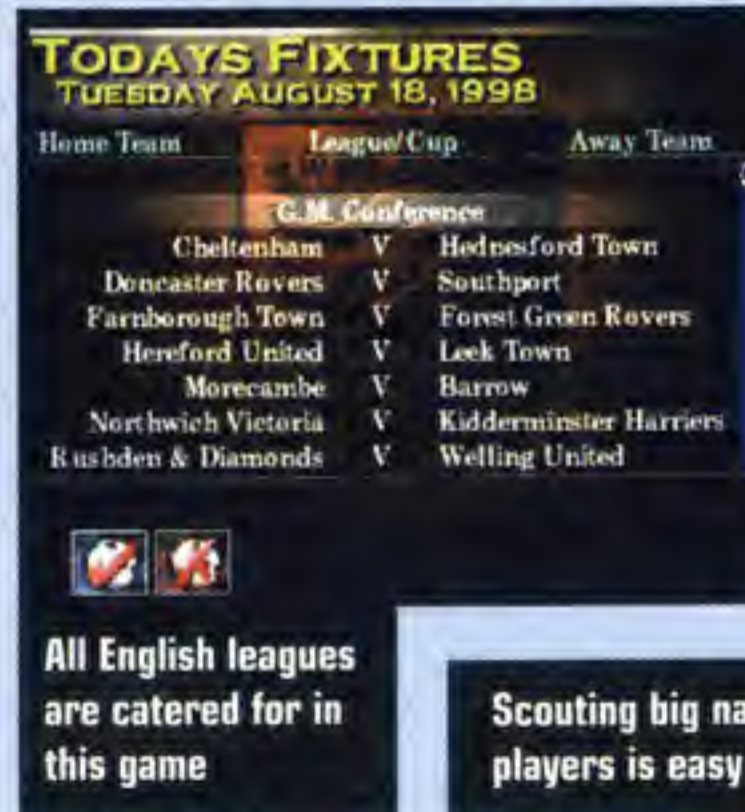 TODAYS FIXTURES
TUESDAY AUGUST 18, 1998
Home Team League/Cup Away Team
G.M. Conference
Cheltenham V Hednesford Town
Doncaster Rovers V Southport
Farnborough Town V Forest Green Rovers
Hereford United V Leek Town
Morecambe V Barrow
Northwich Victoria V Kidderminster Harriers
Rushden & Diamonds V Welling United
All English leagues
are catered for in
this game
Scouting big na
players is easy